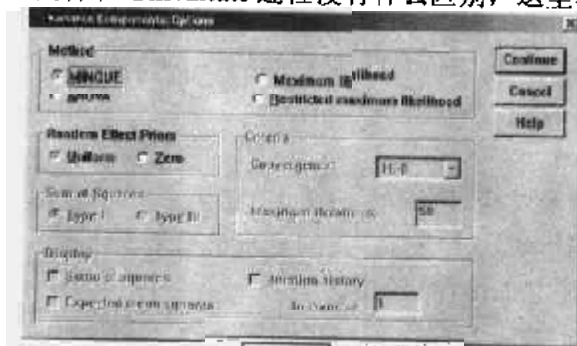 Variance Components: Options
Method
MINQUE
ANOVA
Maximum likelihood
Restricted maximum likelihood
Continue
Cancel
Help
Random Effect Priors
Uniform
Zero
Criteria
Convergence:
1E-8
Maximum iterations:
50
Sum of Squares
Type I
Type III
Display
Sums of squares
Expected mean squares
Iteration history
In steps of
1